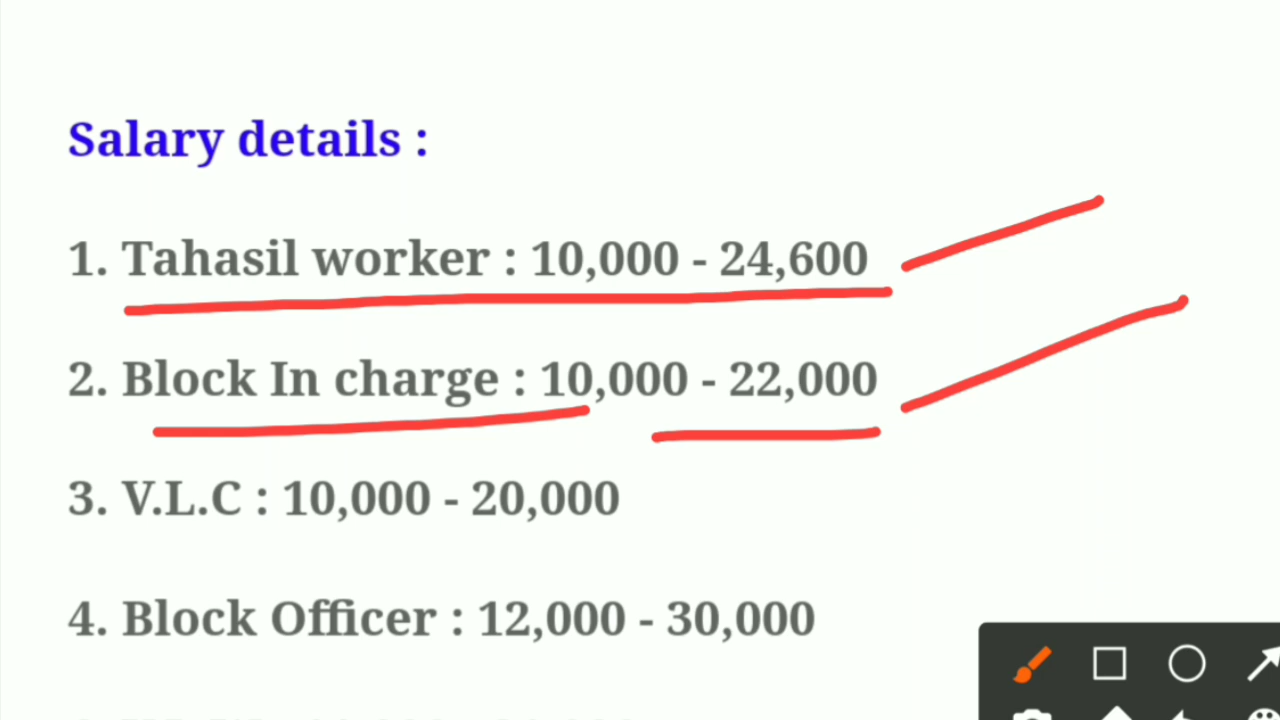 Salary details :
1. Tahasil worker : 10,000 - 24,600
2. Block In charge : 10,000 - 22,000
3. V.L.C : 10,000 - 20,000
4. Block Officer : 12,000 - 30,000